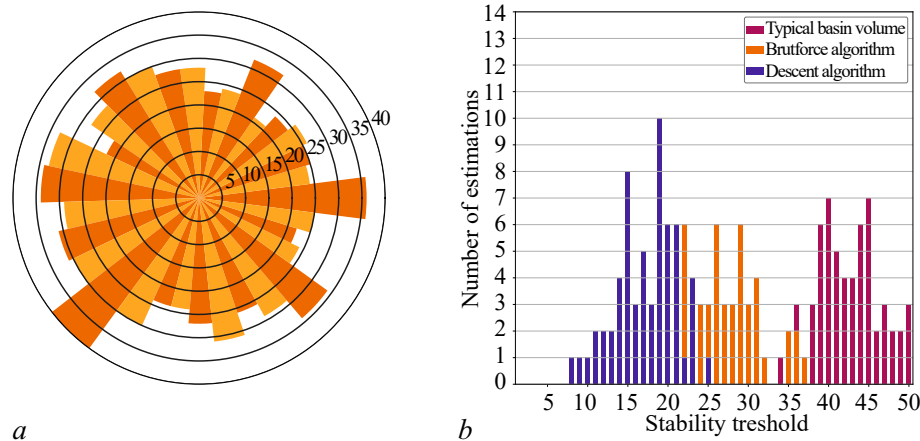 5 10 15 20 25 30 35 40
a
14
13
12
11
10
9
8
7
6
5
4
3
2
1
0
Number of estimations
Typical basin volume
Brutforce algorithm
Descent algorithm
5 10 15 20 25 30 35 40 45 50
Stability treshold
b